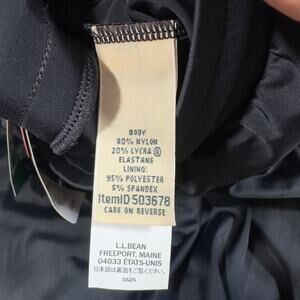 BODY
80% NYLON
20% LYCRA ®
ELASTANE
LINING:
95% POLYESTER
5% SPANDEX
ItemID 503678
CARE ON REVERSE
L.L.BEAN
FREEPORT, MAINE
04033 ÉTATS-UNIS
日本語は裏面をご覧ください
SS25